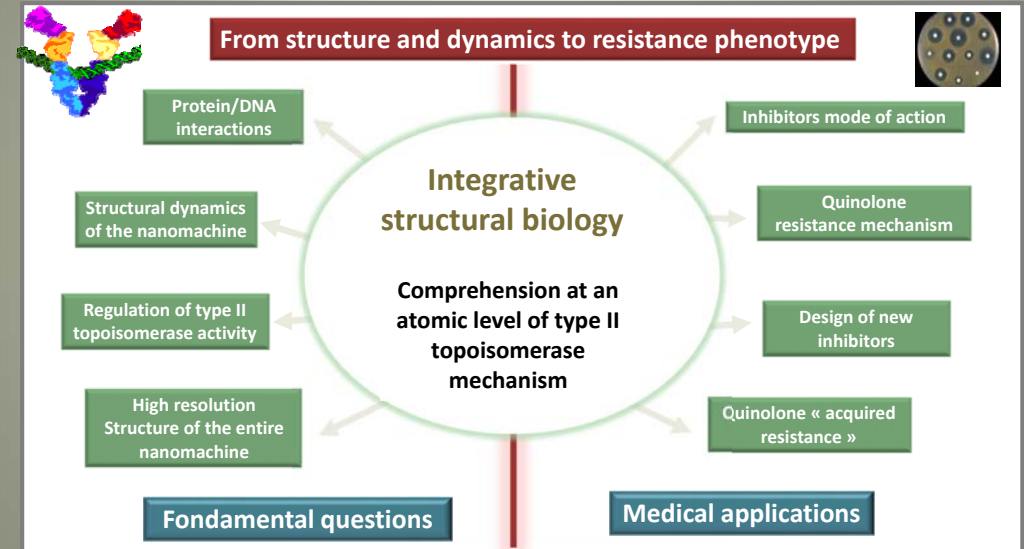 From structure and dynamics to resistance phenotype
Protein/DNA
interactions
Structural dynamics
of the nanomachine
Regulation of type II
topoisomerase activity
High resolution
Structure of the entire
nanomachine
Integrative
structural biology
Comprehension at an
atomic level of type II
topoisomerase
mechanism
Inhibitors mode of action
Quinolone
resistance mechanism
Design of new
inhibitors
Quinolone « acquired
resistance »
Fondamental questions
Medical applications